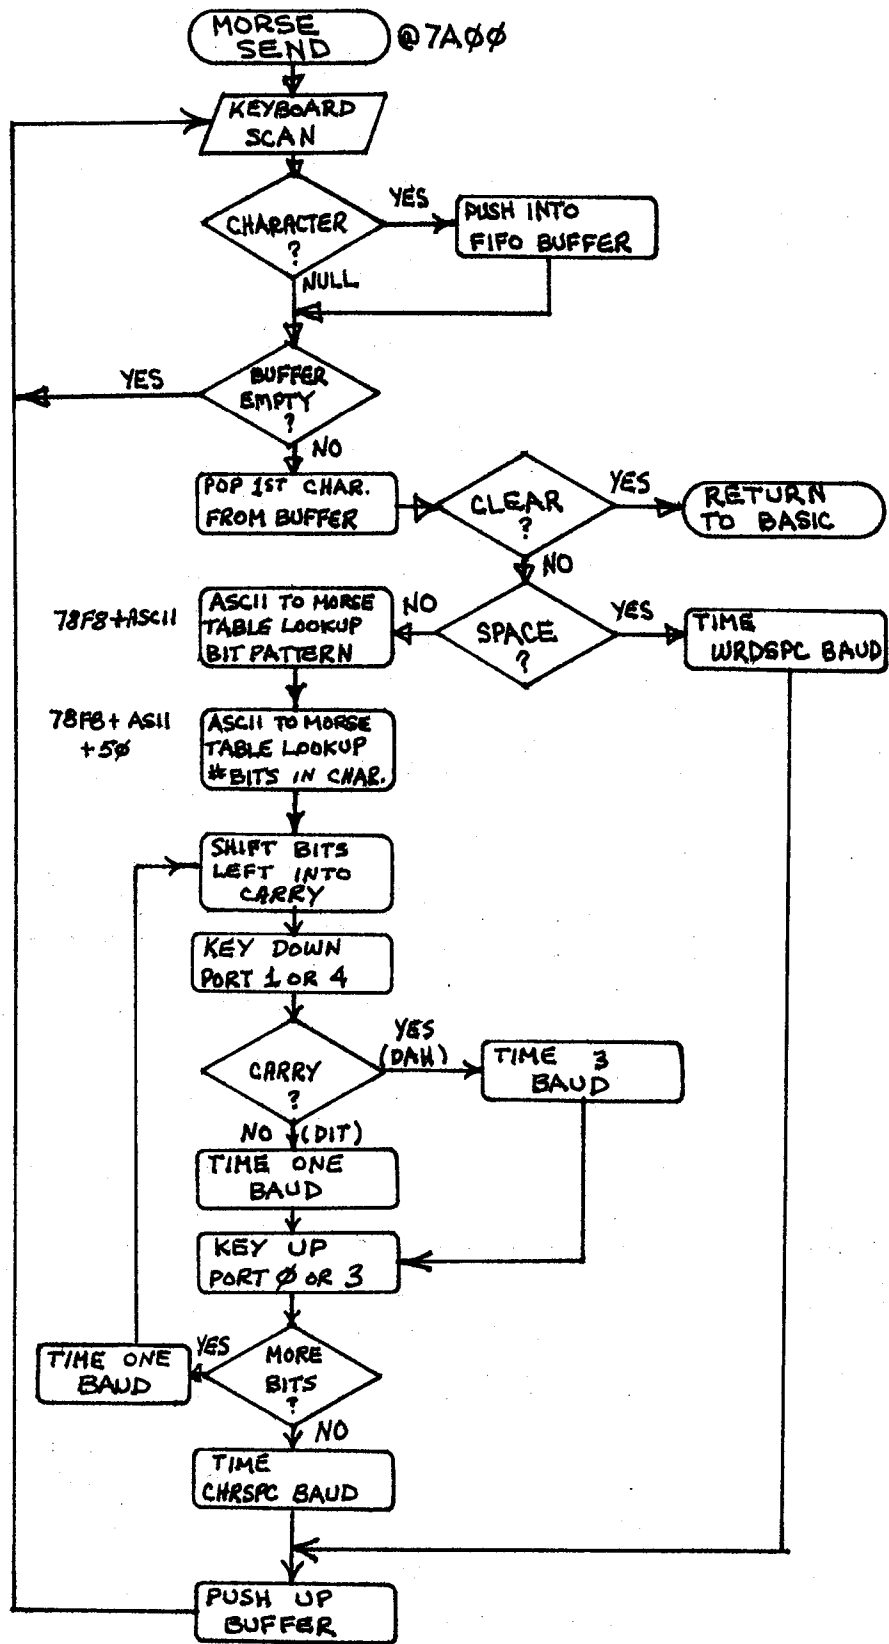 MORSE
SEND
@7AØØ
KEYBOARD
SCAN
CHARACTER
?
YES
PUSH INTO
FIFO BUFFER
NULL
BUFFER
EMPTY
?
YES
NO
POP 1ST CHAR.
FROM BUFFER
CLEAR
?
YES
RETURN
TO BASIC
NO
SPACE
?
YES
TIME
WRDSPC BAUD
NO
78F8+ASCII
ASCII TO MORSE
TABLE LOOKUP
BIT PATTERN
78F8+ ASII
+5Ø
ASCII TO MORSE
TABLE LOOKUP
#BITS IN CHAR.
SHIFT BITS
LEFT INTO
CARRY
KEY DOWN
PORT 1 OR 4
CARRY
?
YES
(DAH)
TIME 3
BAUD
NO (DIT)
TIME ONE
BAUD
KEY UP
PORT Ø OR 3
MORE
BITS
?
YES
TIME ONE
BAUD
NO
TIME
CHRSPC BAUD
PUSH UP
BUFFER